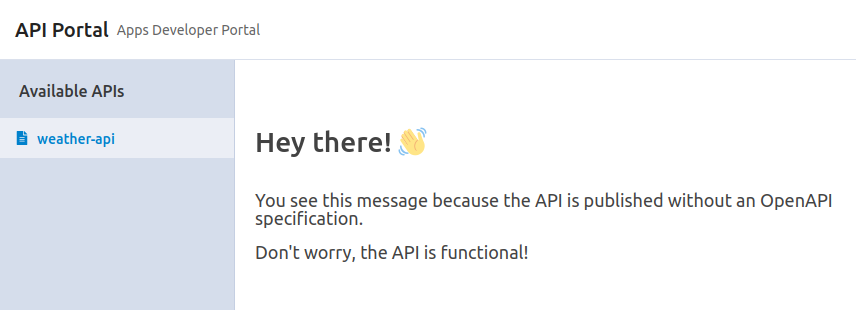 API Portal Apps Developer Portal
Available APIs
weather-api
Hey there! 👋
You see this message because the API is published without an OpenAPI
specification.
Don't worry, the API is functional!